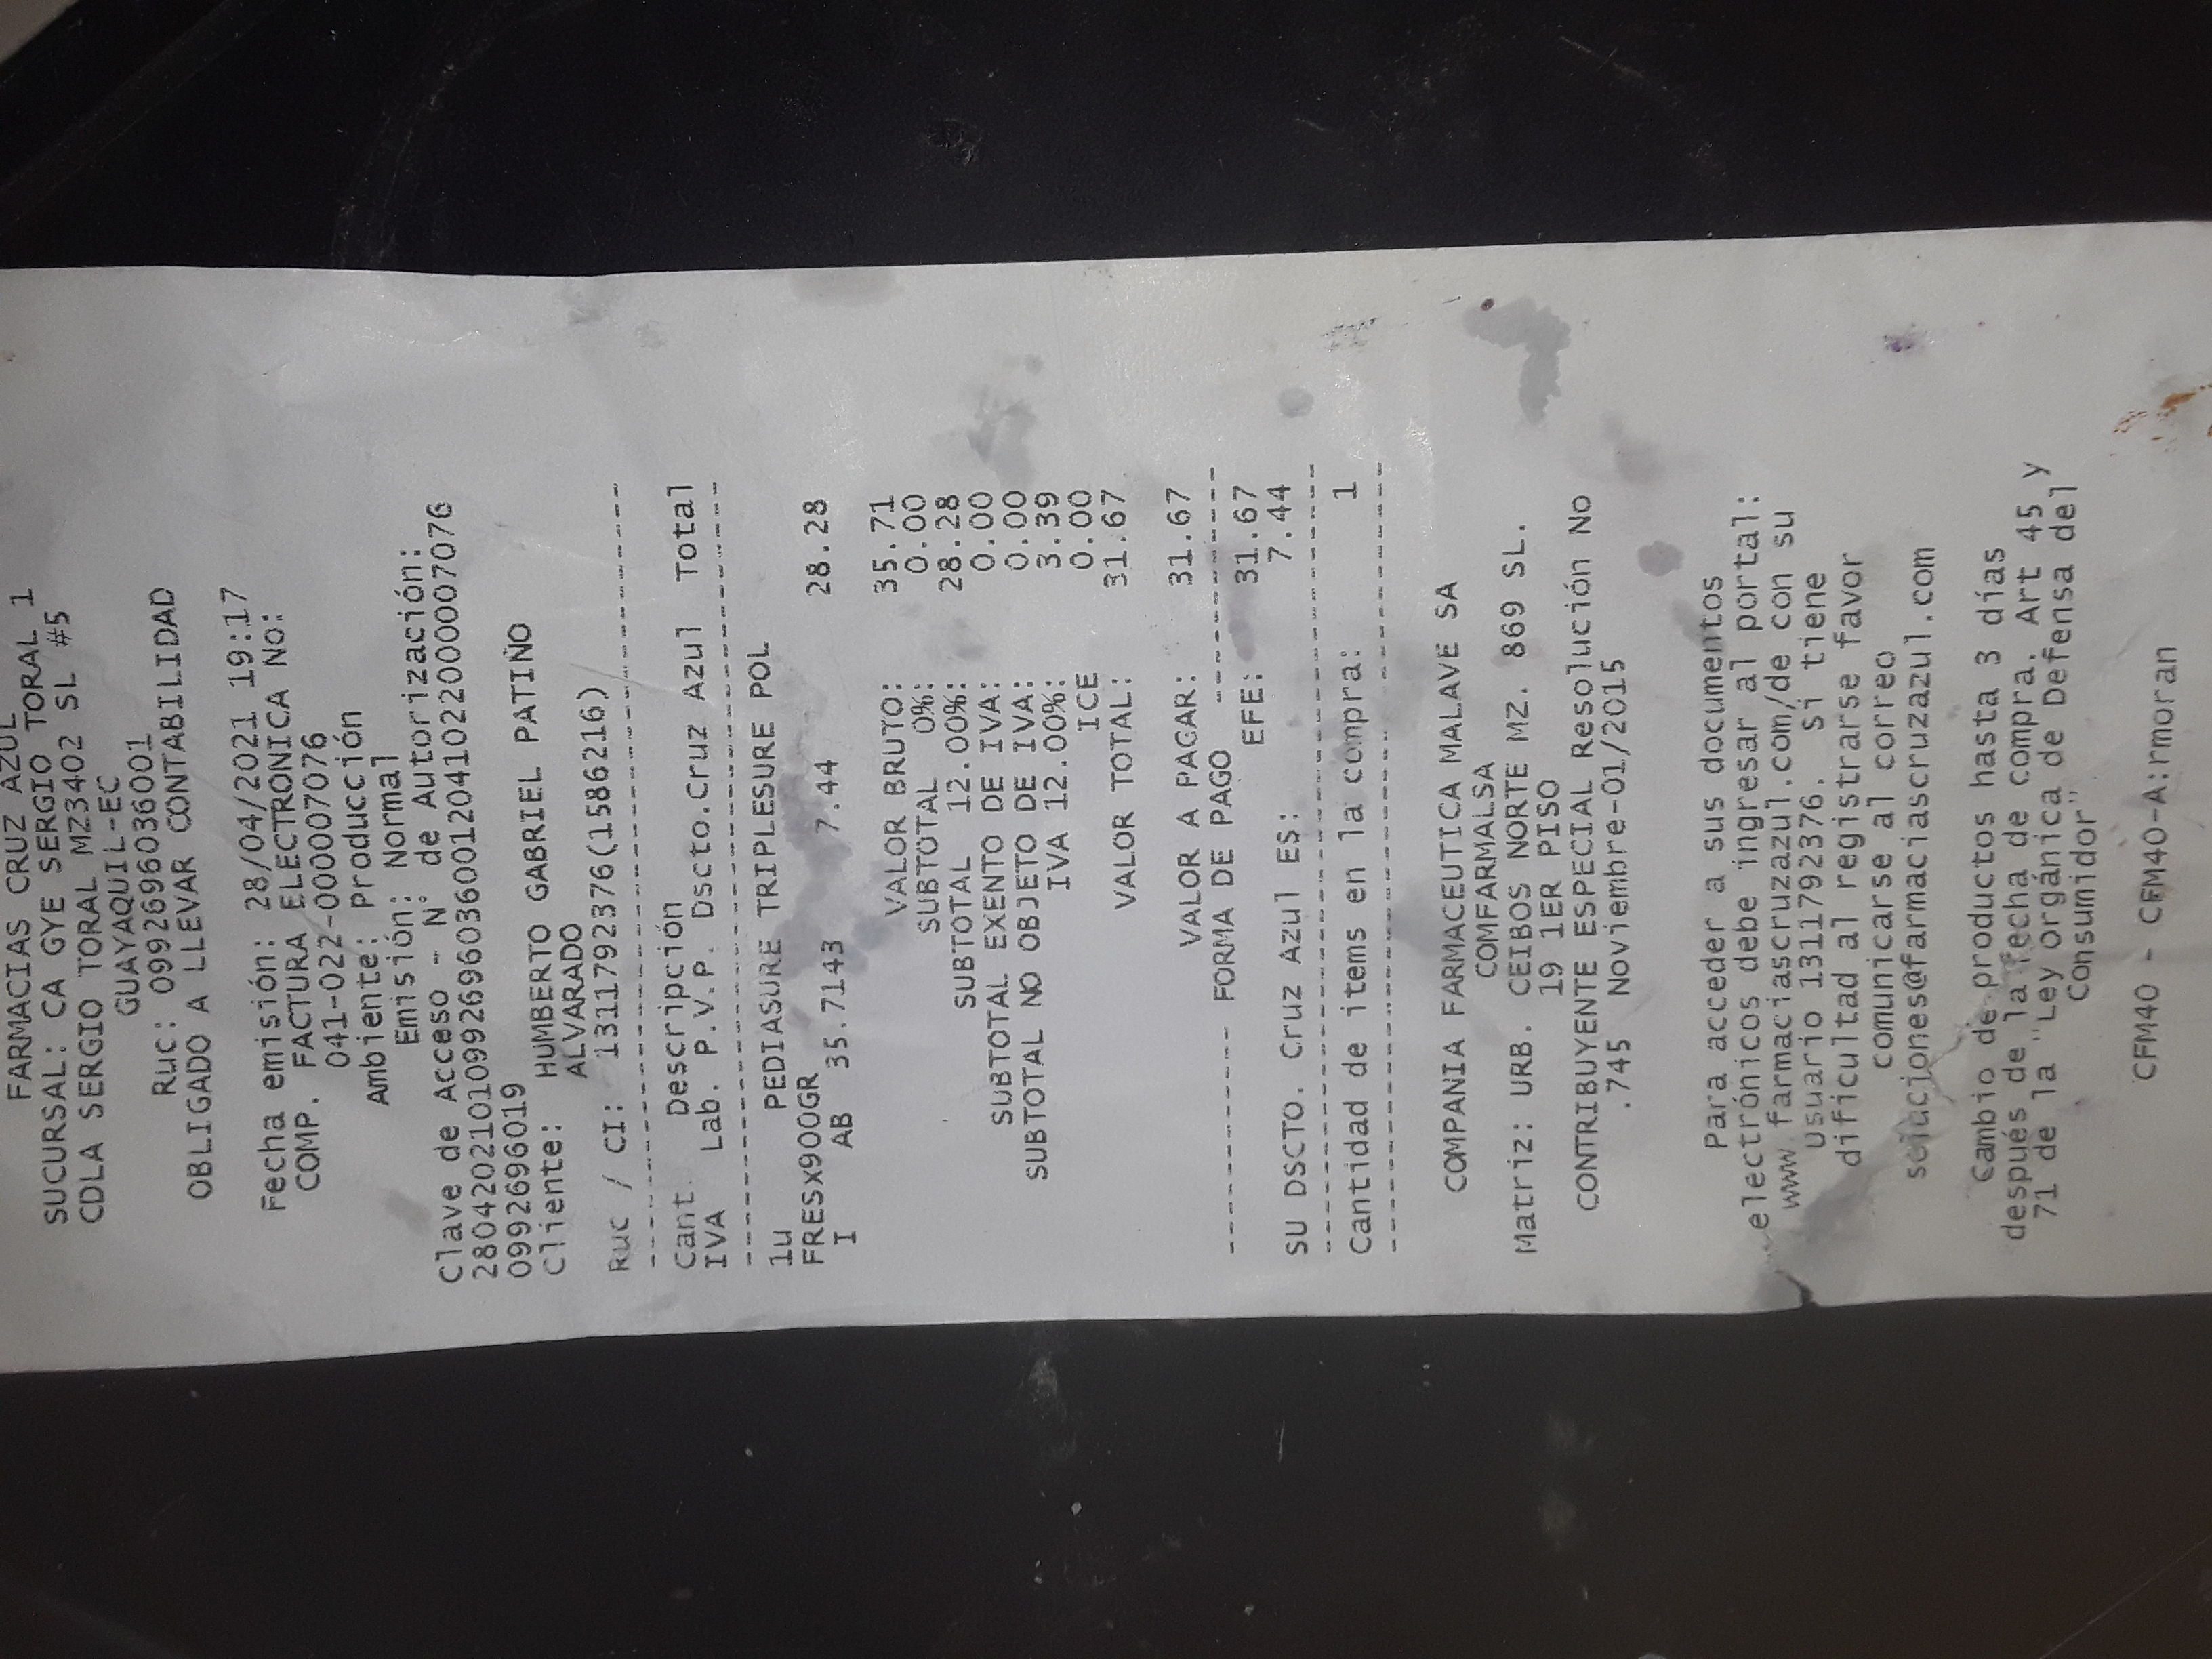 FARMACIAS CRUZ AZUL
SUCURSAL: CA GYE SERGIO TORAL 1
CDLA SERGIO TORAL MZ3402 SL #5
GUAYAQUIL-EC
Ruc: 0992696036001
OBLIGADO A LLEVAR CONTABILIDAD
Fecha emisión: 28/04/2021 19:17
COMP. FACTURA ELECTRONICA No:
041-022-000007076
Ambiente: Producción
Emisión: Normal
Clave de Acceso - N° de Autorización:
280420210109926960360012041022000007076
0992696019
Cliente: HUMBERTO GABRIEL PATIÑO
ALVARADO
Ruc / CI: 1311792376(1586216)
Cant. Descripción
IVA Lab. P.V.P. Dscto.Cruz Azul Total
1u PEDIASURE TRIPLESURE POL
FRESx900GR
I AB 35.7143 7.44 28.28
VALOR BRUTO: 35.71
SUBTOTAL 0%: 0.00
SUBTOTAL 12.00%: 28.28
SUBTOTAL EXENTO DE IVA: 0.00
SUBTOTAL NO OBJETO DE IVA: 0.00
IVA 12.00%: 3.39
ICE 0.00
VALOR TOTAL: 31.67
VALOR A PAGAR: 31.67
------------ FORMA DE PAGO ------------
EFE: 31.67
SU DSCTO. Cruz Azul ES: 7.44
Cantidad de items en la compra: 1
COMPANIA FARMACEUTICA MALAVE SA
COMFARMALSA
Matriz: URB. CEIBOS NORTE MZ. 869 SL.
19 1ER PISO
CONTRIBUYENTE ESPECIAL Resolución No
.745 Noviembre-01/2015
Para acceder a sus documentos
electrónicos debe ingresar al portal:
www.farmaciascruzazul.com/de con su
usuario 1311792376. Si tiene
dificultad al registrarse favor
comunicarse al correo
soluciones@farmaciascruzazul.com
Cambio de productos hasta 3 días
después de la fecha de compra. Art 45 y
71 de la "Ley orgánica de Defensa del
Consumidor"
CFM40 - CFM40-A:rmoran